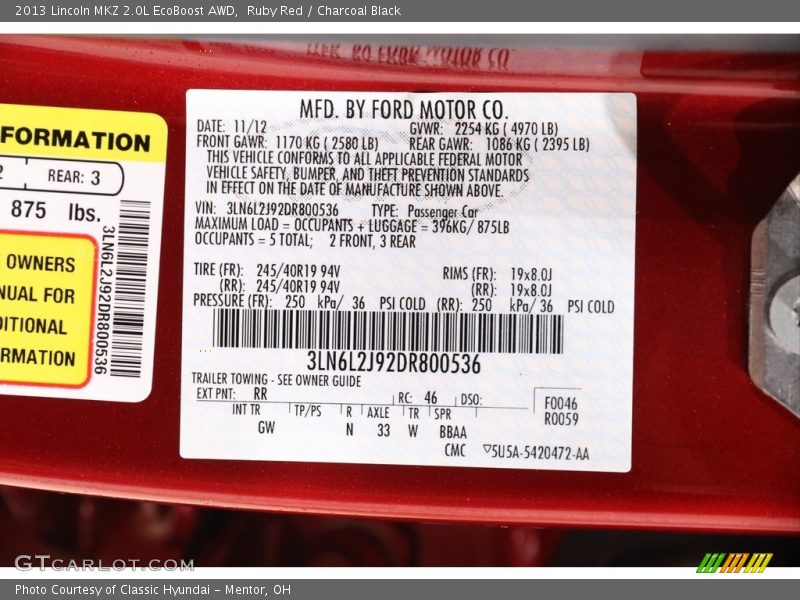 2013 Lincoln MKZ 2.0L EcoBoost AWD,  Ruby Red / Charcoal Black
MFD. BY FORD MOTOR CO.
DATE: 11/12 GVWR: 2254 KG ( 4970 LB)
FRONT GAWR: 1170 KG ( 2580 LB) REAR GAWR: 1086 KG ( 2395 LB)
THIS VEHICLE CONFORMS TO ALL APPLICABLE FEDERAL MOTOR
VEHICLE SAFETY, BUMPER, AND THEFT PREVENTION STANDARDS
IN EFFECT ON THE DATE OF MANUFACTURE SHOWN ABOVE.
VIN: 3LN6L2J92DR800536 TYPE: Passenger Car
MAXIMUM LOAD = OCCUPANTS + LUGGAGE = 396KG/ 875LB
OCCUPANTS = 5 TOTAL; 2 FRONT, 3 REAR
TIRE (FR): 245/40R19 94V RIMS (FR): 19x8.0J
(RR): 245/40R19 94V (RR): 19x8.0J
PRESSURE (FR): 250 kPa/ 36 PSI COLD (RR): 250 kPa/ 36 PSI COLD
3LN6L2J92DR800536
TRAILER TOWING - SEE OWNER GUIDE
EXT PNT: RR RC: 46 DSO:
INT TR TP/PS R AXLE TR SPR
GW N 33 W BBAA
F0046
R0059
CMC ▽5U5A-5420472-AA
FORMATION
2 REAR: 3
875 lbs.
OWNERS
NUAL FOR
DITIONAL
RMATION
3LN6L2J92DR800536
GTCARLOT.COM
Photo Courtesy of Classic Hyundai – Mentor, OH